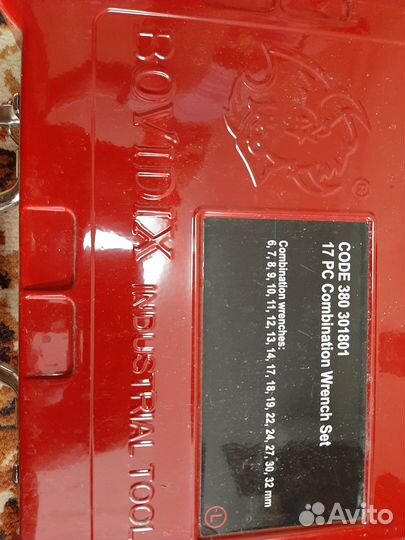 BOVIDIX INDUSTRIAL TOOL
®
CODE 380 301801
17 PC Combination Wrench Set
Combination wrenches:
6, 7, 8, 9, 10, 11, 12, 13, 14, 17, 18, 19, 22, 24, 27, 30, 32 mm
L
Avito